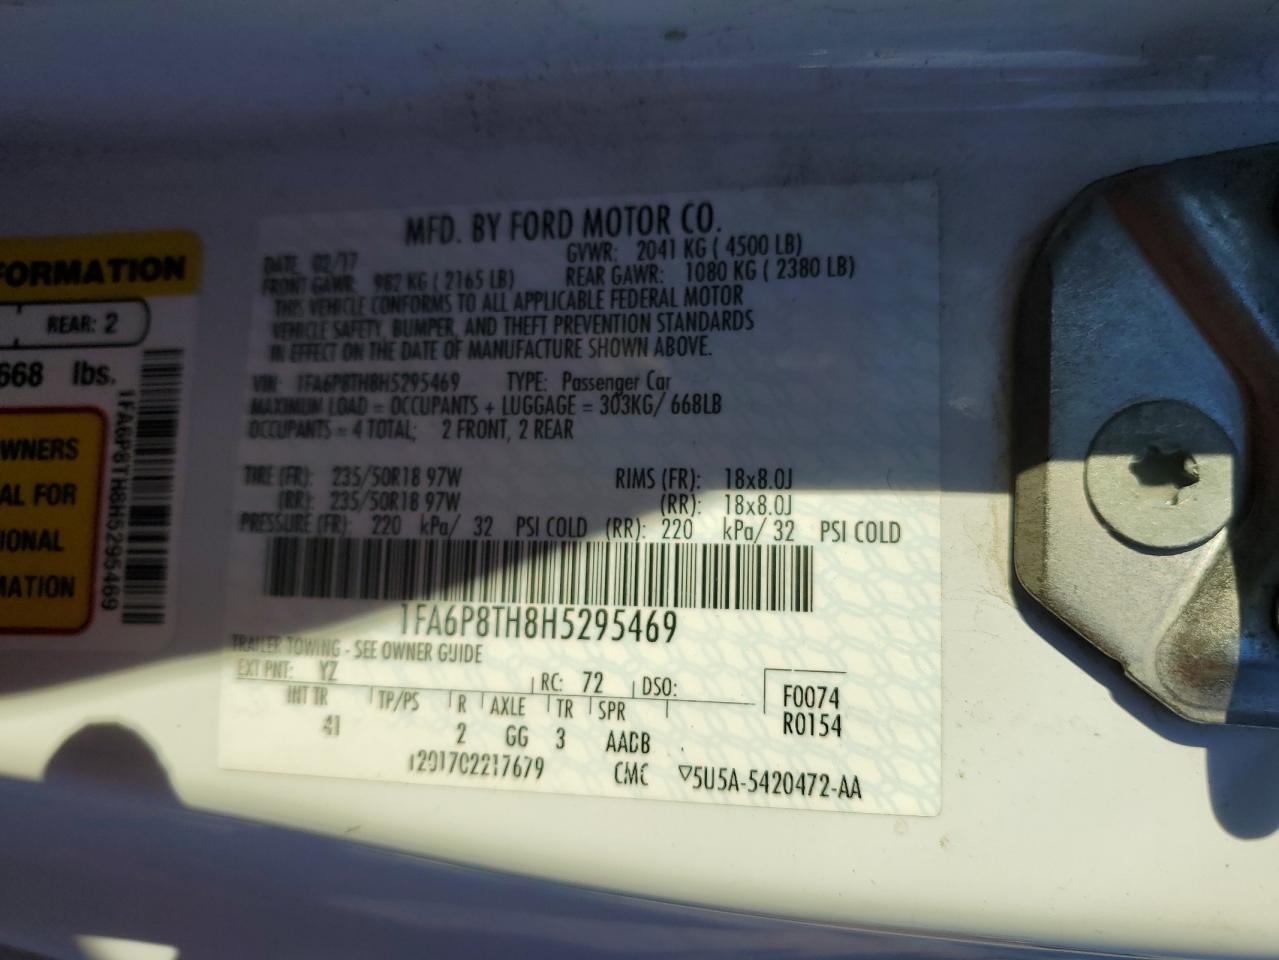 MFD. BY FORD MOTOR CO.
DATE: 02/17 GVWR: 2041 KG ( 4500 LB)
FRONT GAWR: 982 KG ( 2165 LB) REAR GAWR: 1080 KG ( 2380 LB)
THIS VEHICLE CONFORMS TO ALL APPLICABLE FEDERAL MOTOR
VEHICLE SAFETY, BUMPER, AND THEFT PREVENTION STANDARDS
IN EFFECT ON THE DATE OF MANUFACTURE SHOWN ABOVE.
VIN: 1FA6P8TH8H5295469 TYPE: Passenger Car
MAXIMUM LOAD = OCCUPANTS + LUGGAGE = 303KG/ 668LB
OCCUPANTS = 4 TOTAL; 2 FRONT, 2 REAR
TIRE (FR): 235/50R18 97W RIMS (FR): 18x8.0J
(RR): 235/50R18 97W (RR): 18x8.0J
PRESSURE (FR): 220 kPa/ 32 PSI COLD (RR): 220 kPa/ 32 PSI COLD
1FA6P8TH8H5295469
TRAILER TOWING - SEE OWNER GUIDE
EXT PNT: YZ RC: 72 DSO:
INT TR TP/PS R AXLE TR SPR
41 2 GG 3 AADB
F0074
R0154
1201702217679 CMC 5U5A-5420472-AA
FORMATION
REAR: 2
668 lbs.
WNERS
AL FOR
IONAL
MATION
1FA6P8TH8H5295469